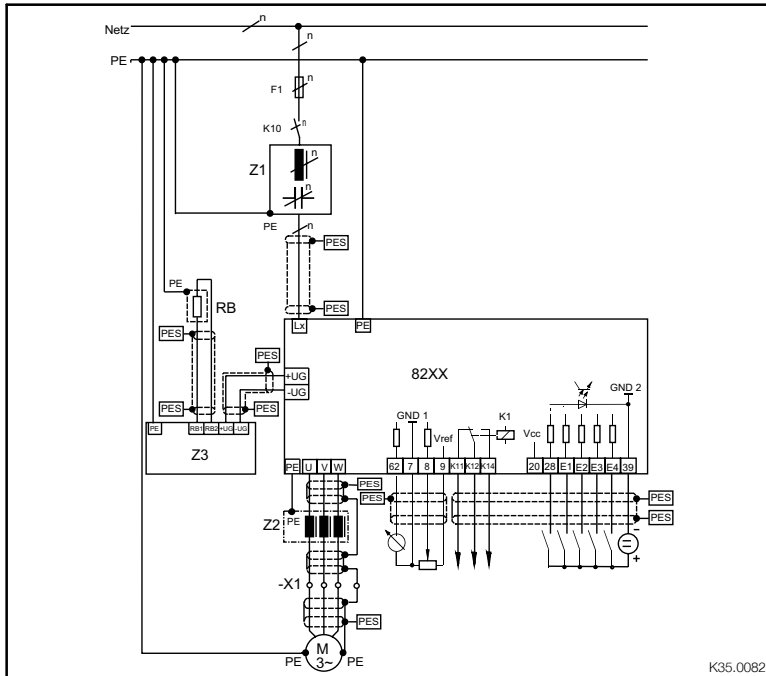 Netz n
n
PE
F1 n
K10 n
Z1 n
n
PE n
PES
PE
RB
PES
PES
Lx PE
PES
PES
+UG
-UG
82XX
GND 2
PES PES
GND 1 K1
Vref Vcc
PE RB1 RB2 +UG -UG
Z3
PE U V W
62 7 8 9 K11 K12 K14
20 28 E1 E2 E3 E4 39
PES
PES PES
Z2 PE
PES
-
+
-X1
PES
M
3~
PE PE
K35.0082